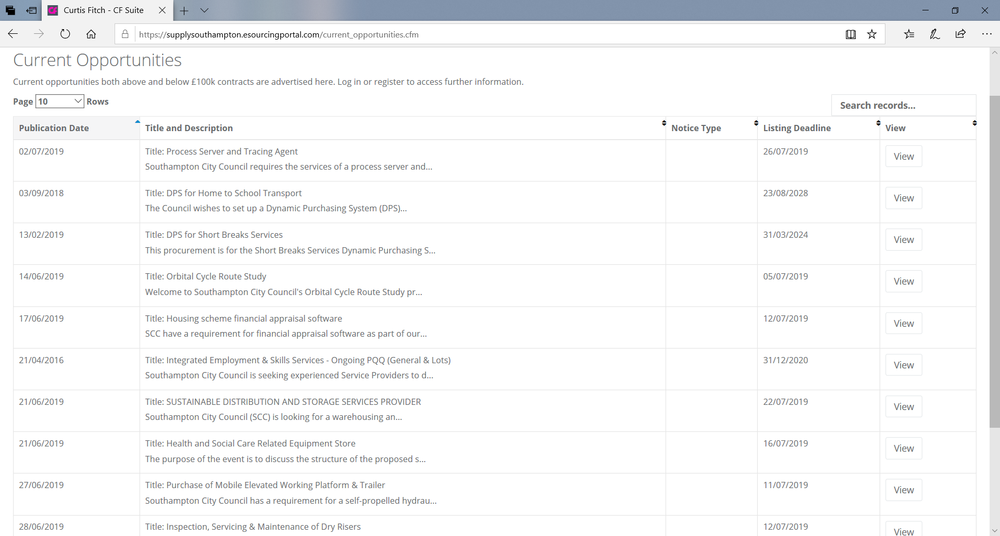 Curtis Fitch - CF Suite
https://supplysouthampton.esourcingportal.com/current_opportunities.cfm
Current Opportunities
Current opportunities both above and below £100k contracts are advertised here. Log in or register to access further information.
Page 10 Rows
Search records...
Publication Date Title and Description Notice Type Listing Deadline View
02/07/2019 Title: Process Server and Tracing Agent 26/07/2019 View
Southampton City Council requires the services of a process server and...
03/09/2018 Title: DPS for Home to School Transport 23/08/2028 View
The Council wishes to set up a Dynamic Purchasing System (DPS)...
13/02/2019 Title: DPS for Short Breaks Services 31/03/2024 View
This procurement is for the Short Breaks Services Dynamic Purchasing S...
14/06/2019 Title: Orbital Cycle Route Study 05/07/2019 View
Welcome to Southampton City Council's Orbital Cycle Route Study pr...
17/06/2019 Title: Housing scheme financial appraisal software 12/07/2019 View
SCC have a requirement for financial appraisal software as part of our...
21/04/2016 Title: Integrated Employment & Skills Services - Ongoing PQQ (General & Lots) 31/12/2020 View
Southampton City Council is seeking experienced Service Providers to d...
21/06/2019 Title: SUSTAINABLE DISTRIBUTION AND STORAGE SERVICES PROVIDER 22/07/2019 View
Southampton City Council (SCC) is looking for a warehousing an...
21/06/2019 Title: Health and Social Care Related Equipment Store 16/07/2019 View
The purpose of the event is to discuss the structure of the proposed s...
27/06/2019 Title: Purchase of Mobile Elevated Working Platform & Trailer 11/07/2019 View
Southampton City Council has a requirement for a self-propelled hydrau...
28/06/2019 Title: Inspection, Servicing & Maintenance of Dry Risers 12/07/2019 View